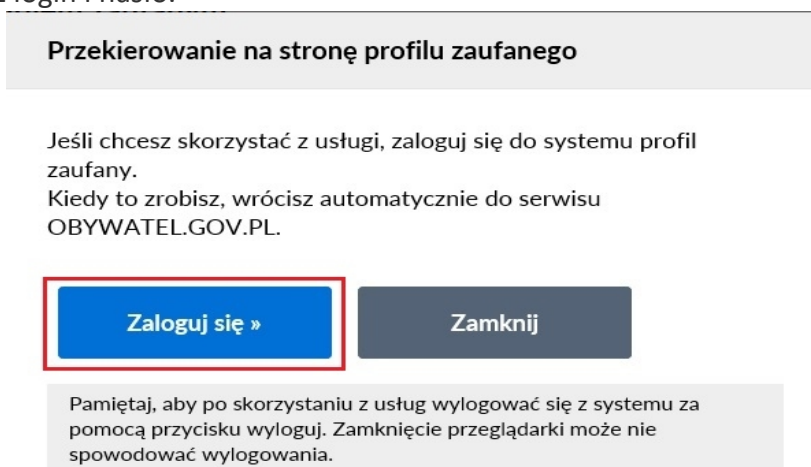 Przekierowanie na stronę profilu zaufanego
Jeśli chcesz skorzystać z usługi, zaloguj się do systemu profil
zaufany.
Kiedy to zrobisz, wrócisz automatycznie do serwisu
OBYWATEL.GOV.PL.
Zaloguj się » Zamknij
Pamiętaj, aby po skorzystaniu z usług wylogować się z systemu za
pomocą przycisku wyloguj. Zamknięcie przeglądarki może nie
spowodować wylogowania.